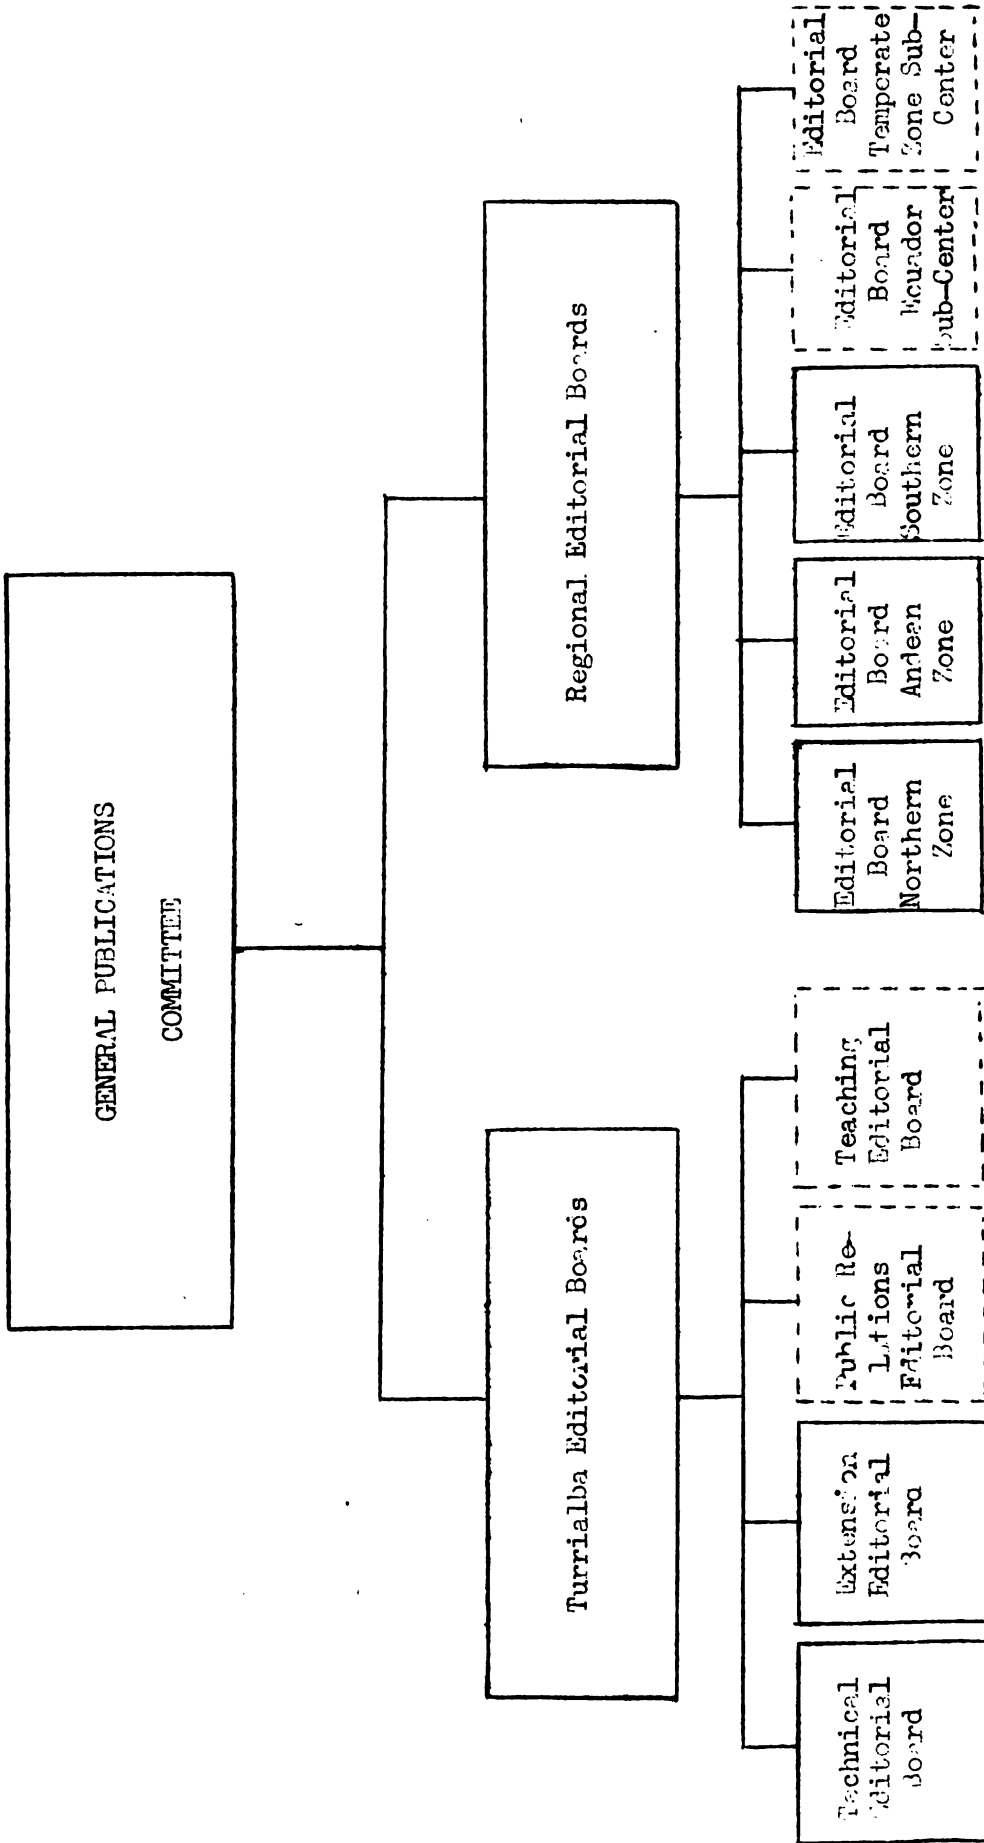 GENERAL PUBLICATIONS
COMMITTEE
Turrialba Editorial Boards
Regional Editorial Boards
Technical
Editorial
Board
Extension
Editorial
Board
Public Re-
lations
Editorial
Board
Teaching
Editorial
Board
Editorial
Board
Northern
Zone
Editorial
Board
Andean
Zone
Editorial
Board
Southern
Zone
Editorial
Board
Ecuador
Sub-Center
Editorial
Board
Temperate
Zone Sub-
Center